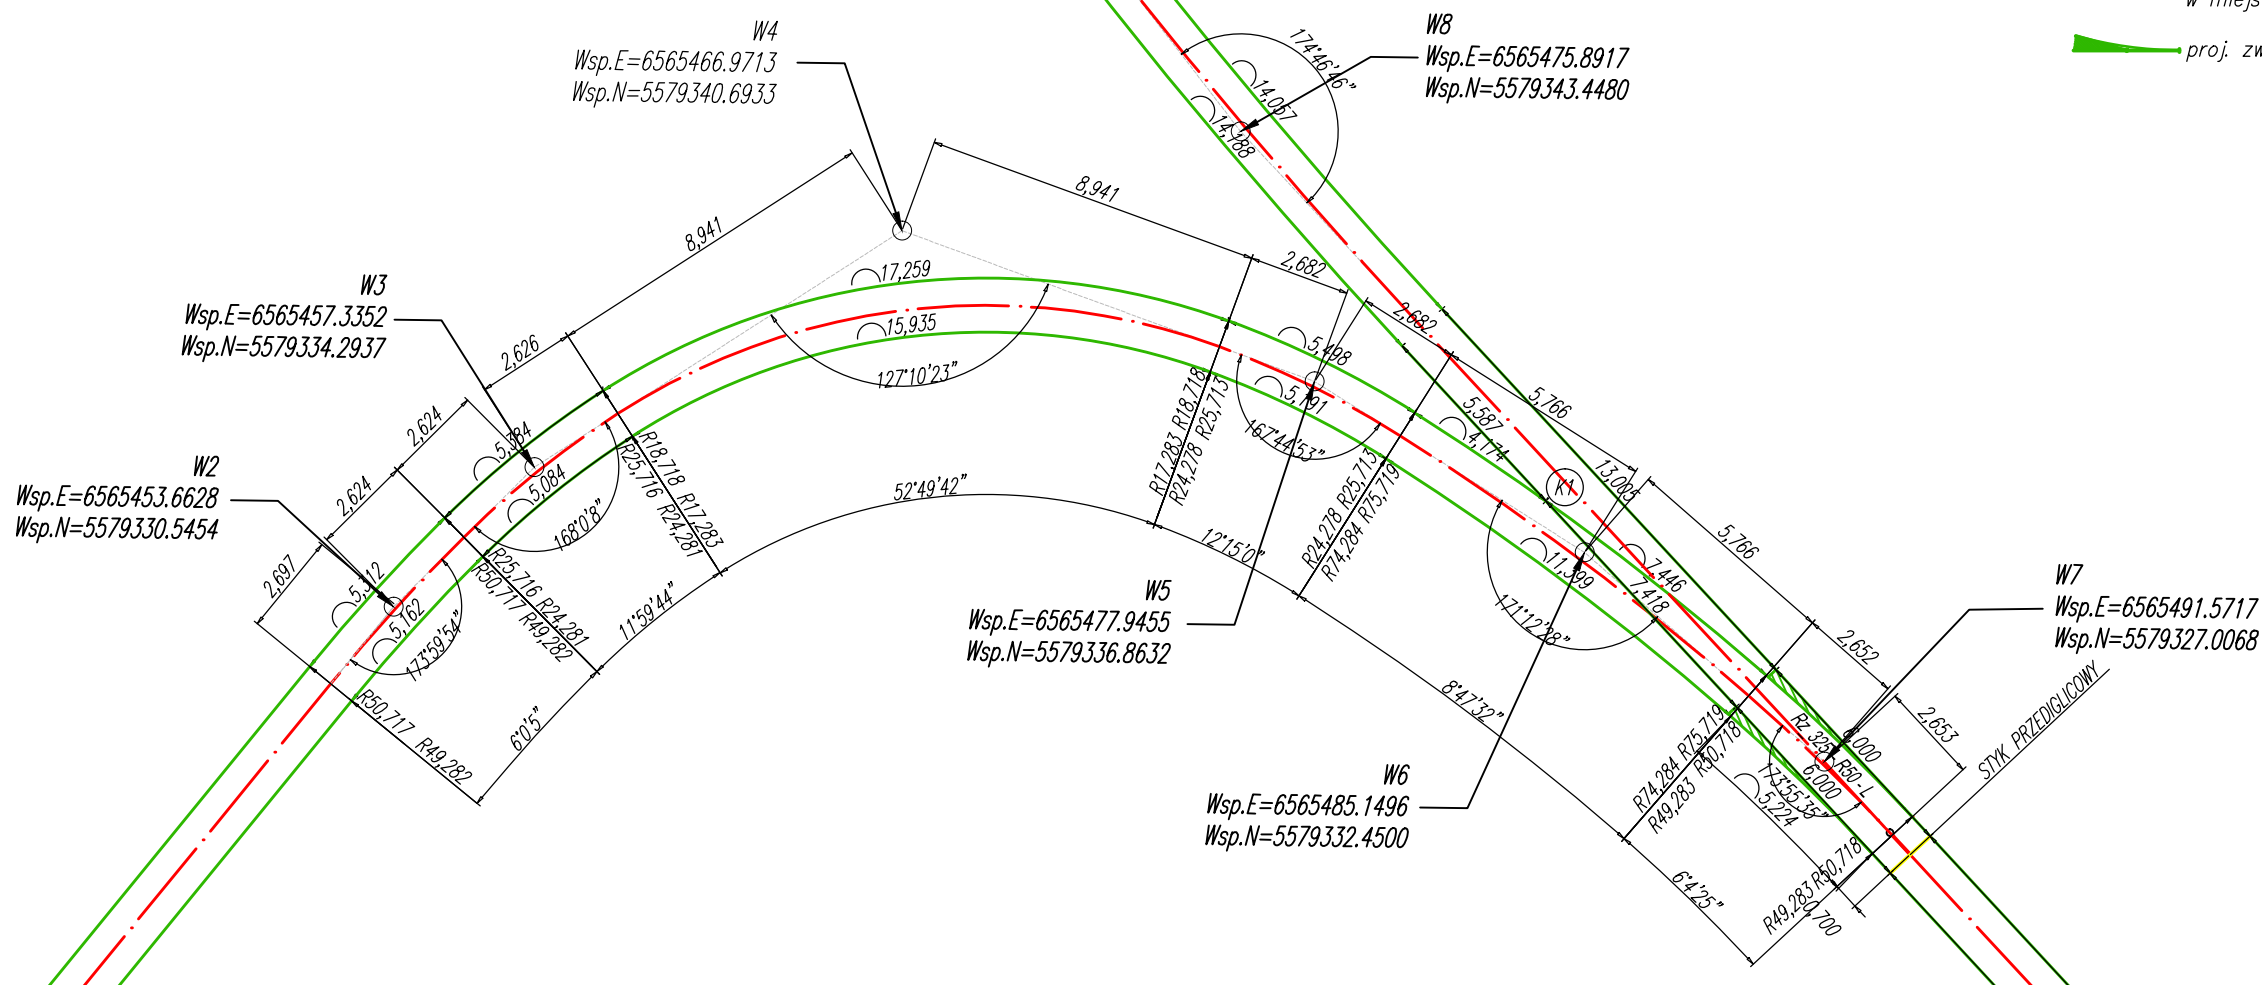 w miejs
proj. zw
W4
Wsp.E=6565466.9713
Wsp.N=5579340.6933
W8
Wsp.E=6565475.8917
Wsp.N=5579343.4480
174°46'46"
14,057
14,188
8,941
8,941
2,682
2,682
W3
Wsp.E=6565457.3352
Wsp.N=5579334.2937
17,259
15,935
127°10'23"
2,626
2,624
2,624
2,697
5,384
5,084
168°0'8"
W2
Wsp.E=6565453.6628
Wsp.N=5579330.5454
5,312
5,162
173°59'54"
R18,718 R17,283
R25,716 R24,281
R25,716 R24,281
R50,717 R49,282
R50,717 R49,282
6°0'5"
11°59'44"
52°49'42"
12°15'0"
8°47'32"
6°4'25"
R17,283 R18,718
R24,278 R25,713
5,498
5,791
167°44'53"
R24,278 R25,713
R74,284 R75,719
5,766
5,587
4,174
13,005
K1
5,766
7,446
7,418
11,399
171°12'28"
W5
Wsp.E=6565477.9455
Wsp.N=5579336.8632
W6
Wsp.E=6565485.1496
Wsp.N=5579332.4500
W7
Wsp.E=6565491.5717
Wsp.N=5579327.0068
2,652
2,653
STYK PRZEDIGLICOWY
R74,284 R75,719
R49,283 R50,718
Rz 325 R50-L
6,000
173°55'35"
5,224
R49,283 R50,718
0,700